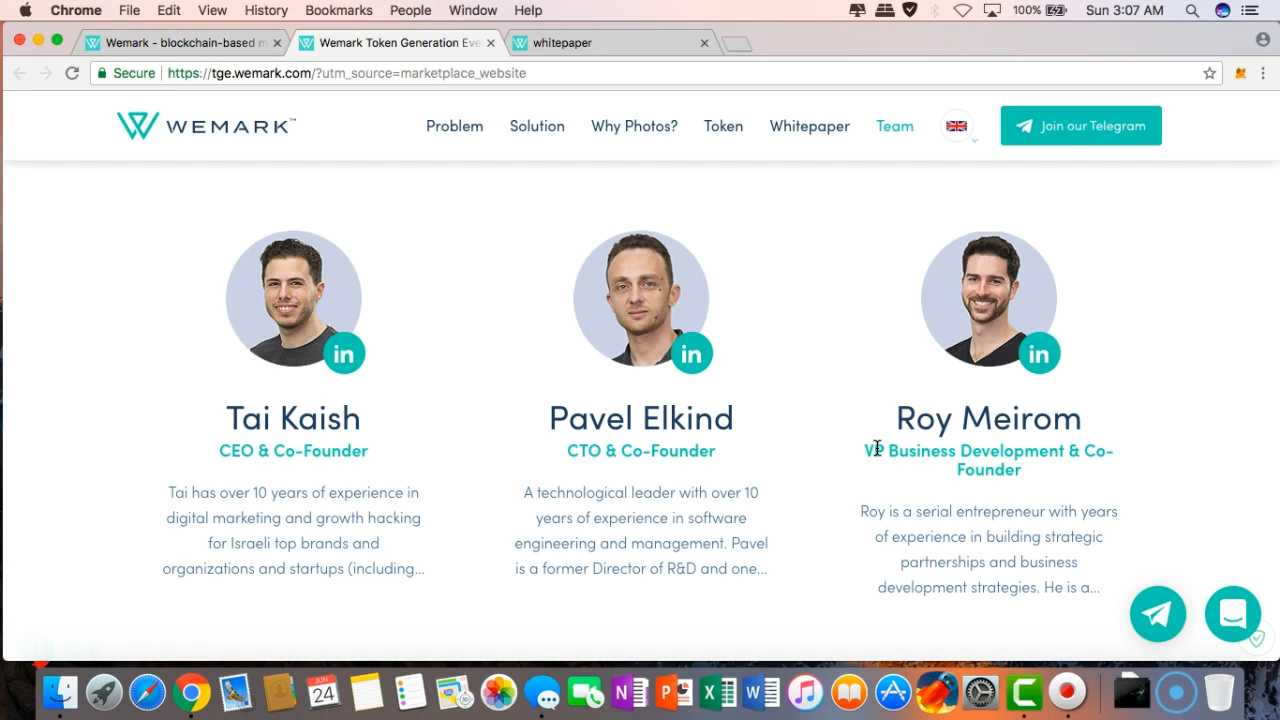 Chrome File Edit View History Bookmarks People Window Help 100% Sun 3:07 AM
Wemark - blockchain-based m Wemark Token Generation Eve whitepaper
Secure https://tge.wemark.com/?utm_source=marketplace_website
WEMARK™ Problem Solution Why Photos? Token Whitepaper Team Join our Telegram
in in in
Tai Kaish Pavel Elkind Roy Meirom
CEO & Co-Founder CTO & Co-Founder VP Business Development & Co-
Founder
Tai has over 10 years of experience in
digital marketing and growth hacking
for Israeli top brands and
organizations and startups (including...
A technological leader with over 10
years of experience in software
engineering and management. Pavel
is a former Director of R&D and one...
Roy is a serial entrepreneur with years
of experience in building strategic
partnerships and business
development strategies. He is a...
JUN
24
N P X W